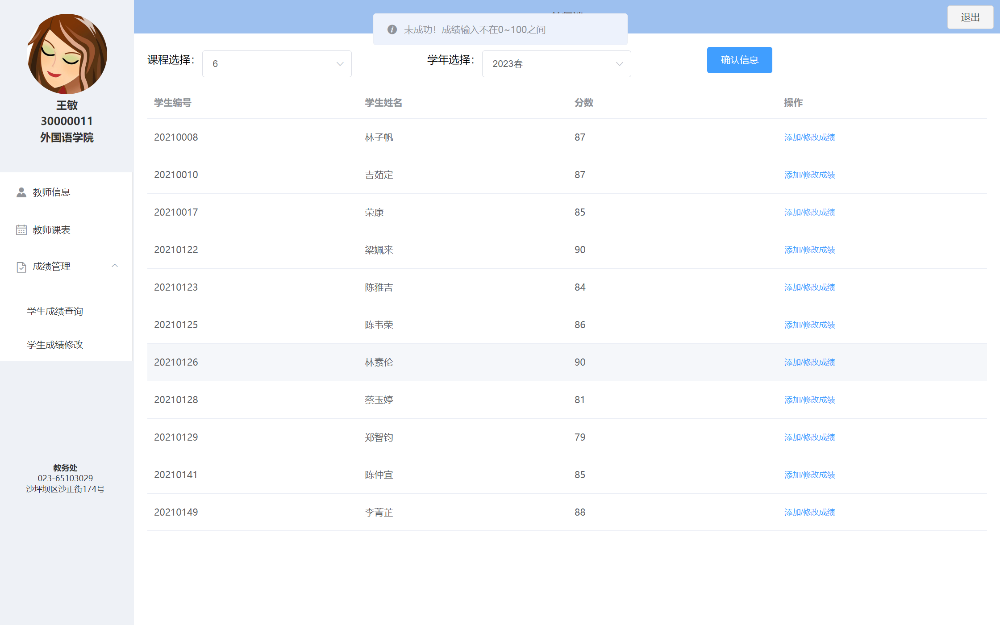 退出
未成功！成绩输入不在0~100之间
王敏
30000011
外国语学院
教师信息
教师课表
成绩管理
学生成绩查询
学生成绩修改
教务处
023-65103029
沙坪坝区沙正街174号
课程选择： 6 学年选择： 2023春 确认信息
学生编号 学生姓名 分数 操作
20210008 林子帆 87 添加/修改成绩
20210010 吉茹定 87 添加/修改成绩
20210017 荣康 85 添加/修改成绩
20210122 梁姵来 90 添加/修改成绩
20210123 陈雅吉 84 添加/修改成绩
20210125 陈韦荣 86 添加/修改成绩
20210126 林素伦 90 添加/修改成绩
20210128 蔡玉婷 81 添加/修改成绩
20210129 郑智钧 79 添加/修改成绩
20210141 陈仲宜 85 添加/修改成绩
20210149 李菁芷 88 添加/修改成绩